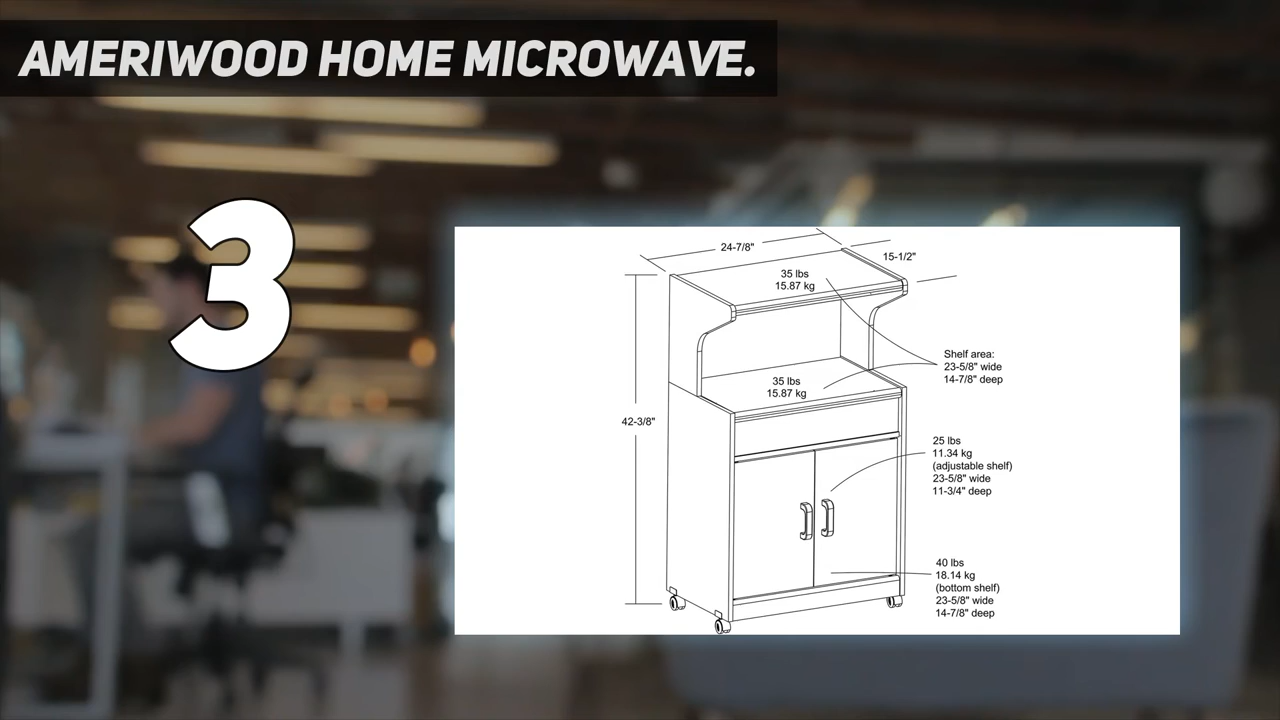 AMERIWOOD HOME MICROWAVE.
3
24-7/8"
15-1/2"
35 lbs
15.87 kg
Shelf area:
23-5/8" wide
14-7/8" deep
35 lbs
15.87 kg
42-3/8"
25 lbs
11.34 kg
(adjustable shelf)
23-5/8" wide
11-3/4" deep
40 lbs
18.14 kg
(bottom shelf)
23-5/8" wide
14-7/8" deep